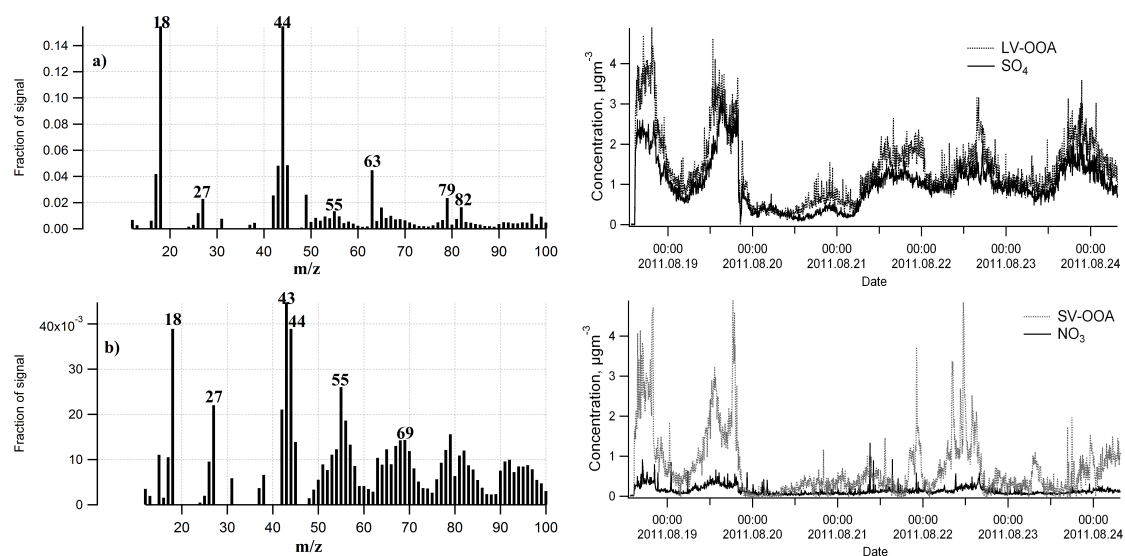 18
44
a)
27
55
63
79
82
0.14
0.12
0.10
0.08
0.06
0.04
0.02
0.00
Fraction of signal
20 30 40 50 60 70 80 90 100
m/z
LV-OOA
SO4
Concentration, µgm-3
4
3
2
1
0
00:00 00:00 00:00 00:00 00:00 00:00
2011.08.19 2011.08.20 2011.08.21 2011.08.22 2011.08.23 2011.08.24
Date
43
18
44
b)
27
55
69
40x10-3
30
20
10
0
Fraction of signal
20 30 40 50 60 70 80 90 100
m/z
SV-OOA
NO3
Concentration, µgm-3
4
3
2
1
0
00:00 00:00 00:00 00:00 00:00 00:00
2011.08.19 2011.08.20 2011.08.21 2011.08.22 2011.08.23 2011.08.24
Date